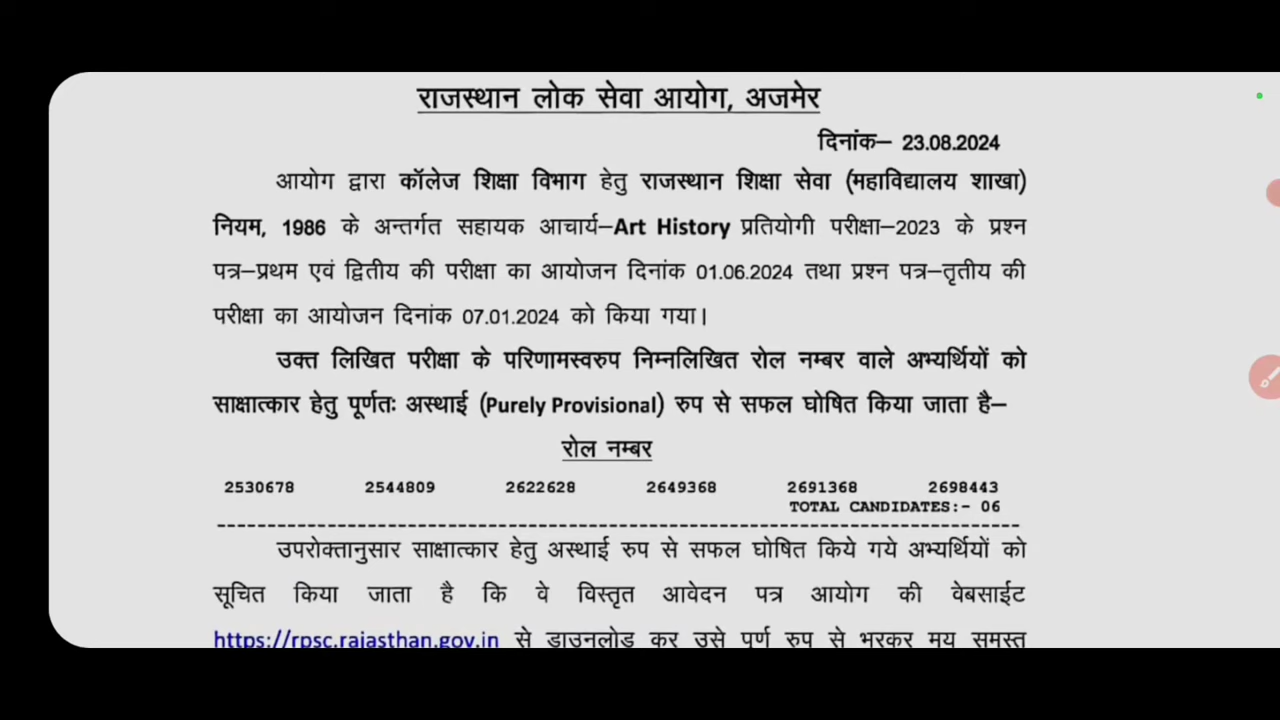 राजस्थान लोक सेवा आयोग, अजमेर
दिनांक– 23.08.2024
आयोग द्वारा कॉलेज शिक्षा विभाग हेतु राजस्थान शिक्षा सेवा (महाविद्यालय शाखा)
नियम, 1986 के अन्तर्गत सहायक आचार्य–Art History प्रतियोगी परीक्षा–2023 के प्रश्न
पत्र–प्रथम एवं द्वितीय की परीक्षा का आयोजन दिनांक 01.06.2024 तथा प्रश्न पत्र–तृतीय की
परीक्षा का आयोजन दिनांक 07.01.2024 को किया गया।
उक्त लिखित परीक्षा के परिणामस्वरुप निम्नलिखित रोल नम्बर वाले अभ्यर्थियों को
साक्षात्कार हेतु पूर्णतः अस्थाई (Purely Provisional) रुप से सफल घोषित किया जाता है–
रोल नम्बर
2530678 2544809 2622628 2649368 2691368 2698443
TOTAL CANDIDATES:- 06
उपरोक्तानुसार साक्षात्कार हेतु अस्थाई रुप से सफल घोषित किये गये अभ्यर्थियों को
सूचित किया जाता है कि वे विस्तृत आवेदन पत्र आयोग की वेबसाईट
https://rpsc.rajasthan.gov.in से डाउनलोड कर उसे पूर्ण रुप से भरकर मय समस्त